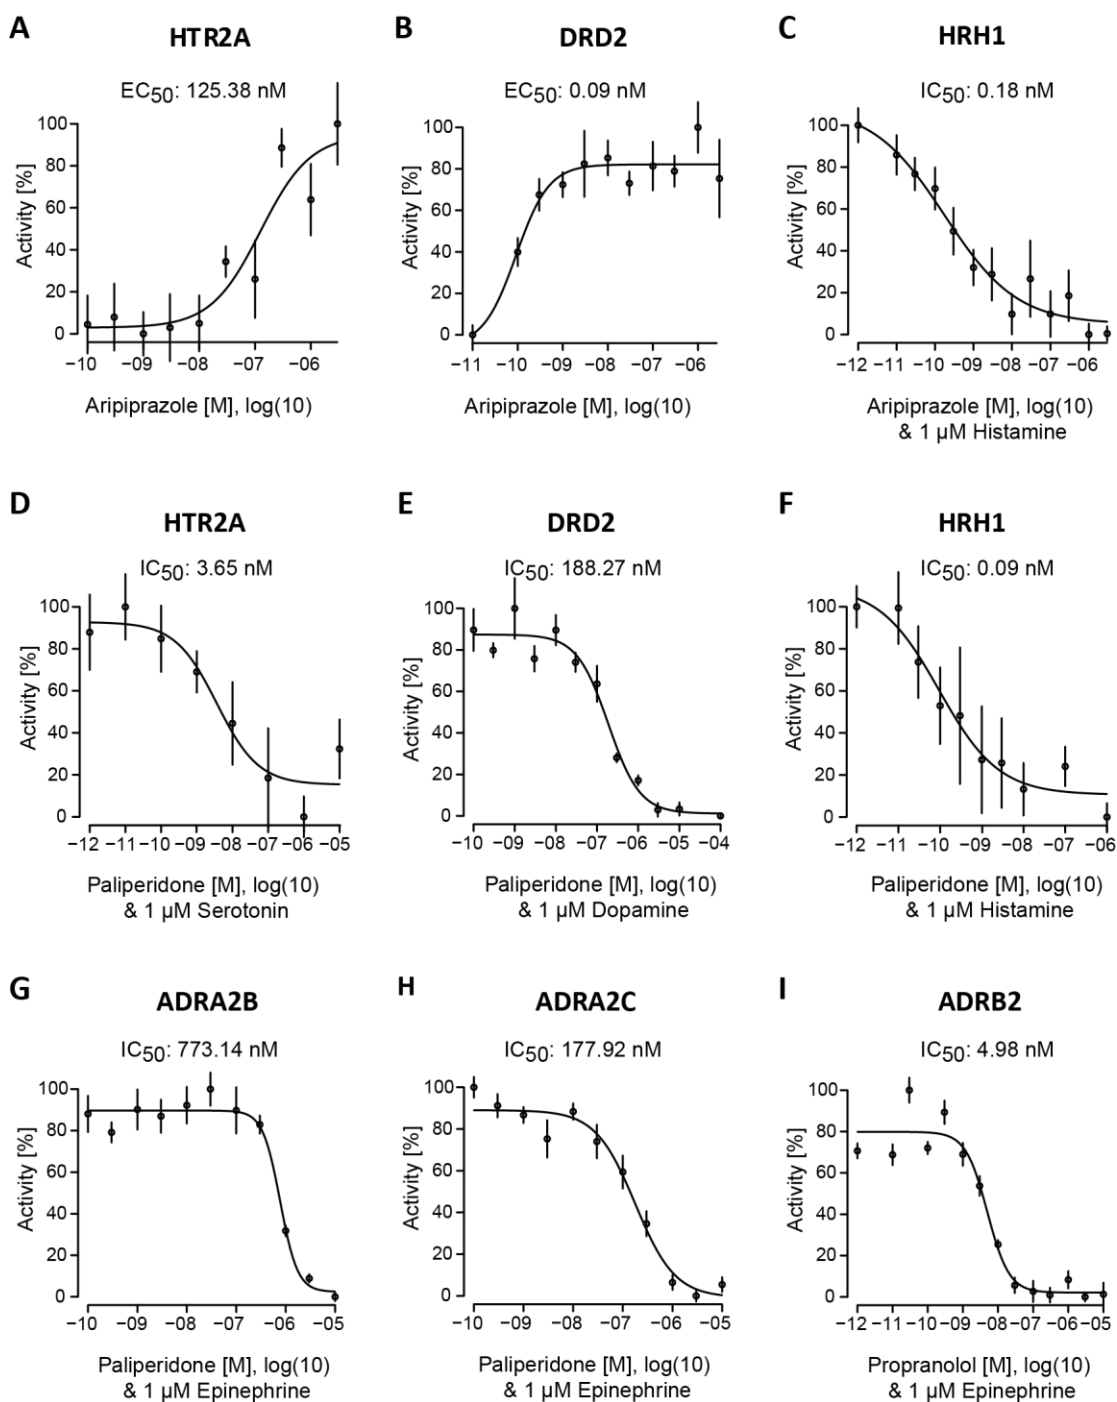 A
HTR2A
EC50: 125.38 nM
Activity [%]
100
80
60
40
20
0
−10 −09 −08 −07 −06
Aripiprazole [M], log(10)
B
DRD2
EC50: 0.09 nM
Activity [%]
100
80
60
40
20
0
−11 −10 −09 −08 −07 −06
Aripiprazole [M], log(10)
C
HRH1
IC50: 0.18 nM
Activity [%]
100
80
60
40
20
0
−12 −11 −10 −09 −08 −07 −06
Aripiprazole [M], log(10)
& 1 µM Histamine
D
HTR2A
IC50: 3.65 nM
Activity [%]
100
80
60
40
20
0
−12 −11 −10 −09 −08 −07 −06 −05
Paliperidone [M], log(10)
& 1 µM Serotonin
E
DRD2
IC50: 188.27 nM
Activity [%]
100
80
60
40
20
0
−10 −09 −08 −07 −06 −05 −04
Paliperidone [M], log(10)
& 1 µM Dopamine
F
HRH1
IC50: 0.09 nM
Activity [%]
100
80
60
40
20
0
−12 −11 −10 −09 −08 −07 −06
Paliperidone [M], log(10)
& 1 µM Histamine
G
ADRA2B
IC50: 773.14 nM
Activity [%]
100
80
60
40
20
0
−10 −09 −08 −07 −06 −05
Paliperidone [M], log(10)
& 1 µM Epinephrine
H
ADRA2C
IC50: 177.92 nM
Activity [%]
100
80
60
40
20
0
−10 −09 −08 −07 −06 −05
Paliperidone [M], log(10)
& 1 µM Epinephrine
I
ADRB2
IC50: 4.98 nM
Activity [%]
100
80
60
40
20
0
−12 −11 −10 −09 −08 −07 −06 −05
Propranolol [M], log(10)
& 1 µM Epinephrine